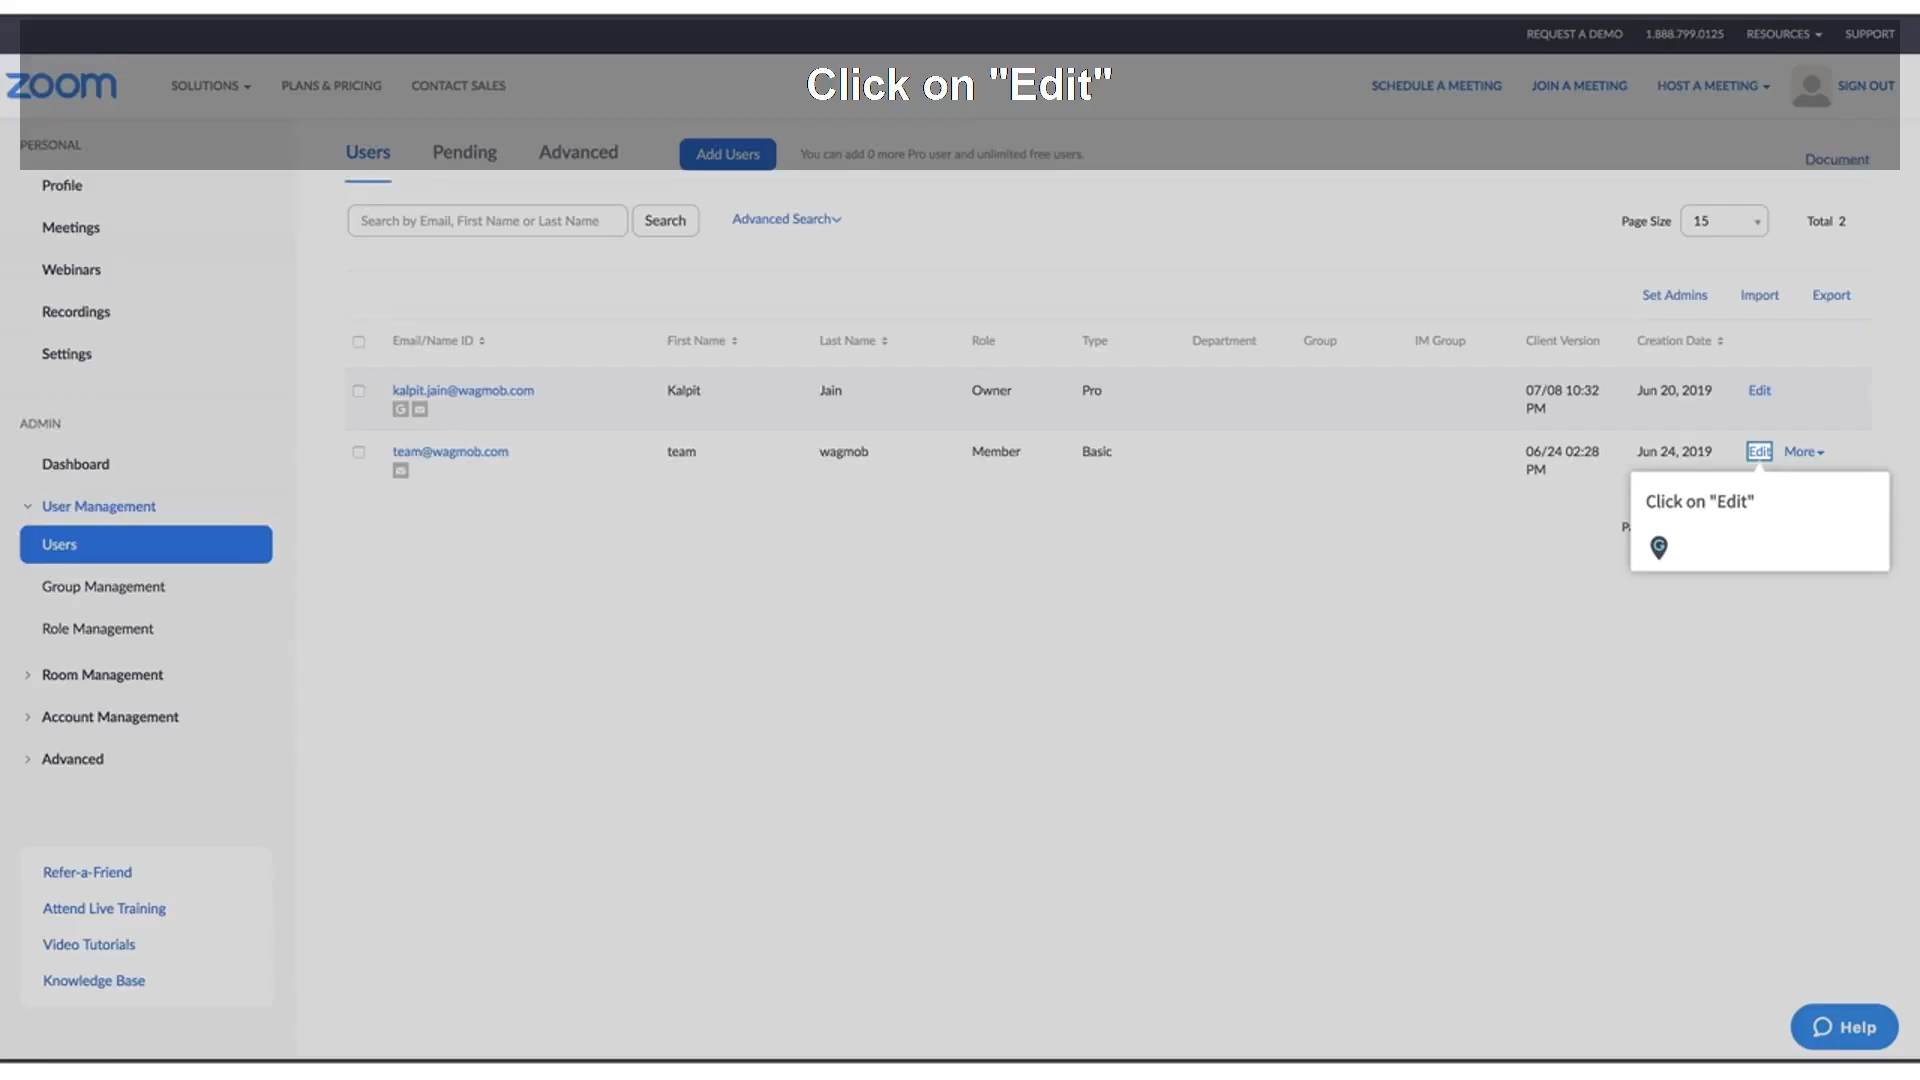 REQUEST A DEMO 1.888.799.0125 RESOURCES SUPPORT
zoom SOLUTIONS PLANS & PRICING CONTACT SALES Click on "Edit" SCHEDULE A MEETING JOIN A MEETING HOST A MEETING SIGN OUT
PERSONAL
Profile
Meetings
Webinars
Recordings
Settings
ADMIN
Dashboard
User Management
Users
Group Management
Role Management
Room Management
Account Management
Advanced
Refer-a-Friend
Attend Live Training
Video Tutorials
Knowledge Base
Users Pending Advanced Add Users You can add 0 more Pro user and unlimited free users. Document
Search by Email, First Name or Last Name Search Advanced Search Page Size 15 Total 2
Set Admins Import Export
Email/Name ID First Name Last Name Role Type Department Group IM Group Client Version Creation Date
kalpit.jain@wagmob.com Kalpit Jain Owner Pro 07/08 10:32 Jun 20, 2019 Edit
G PM
team@wagmob.com team wagmob Member Basic 06/24 02:28 Jun 24, 2019 Edit More
PM
Click on "Edit"
G
Help